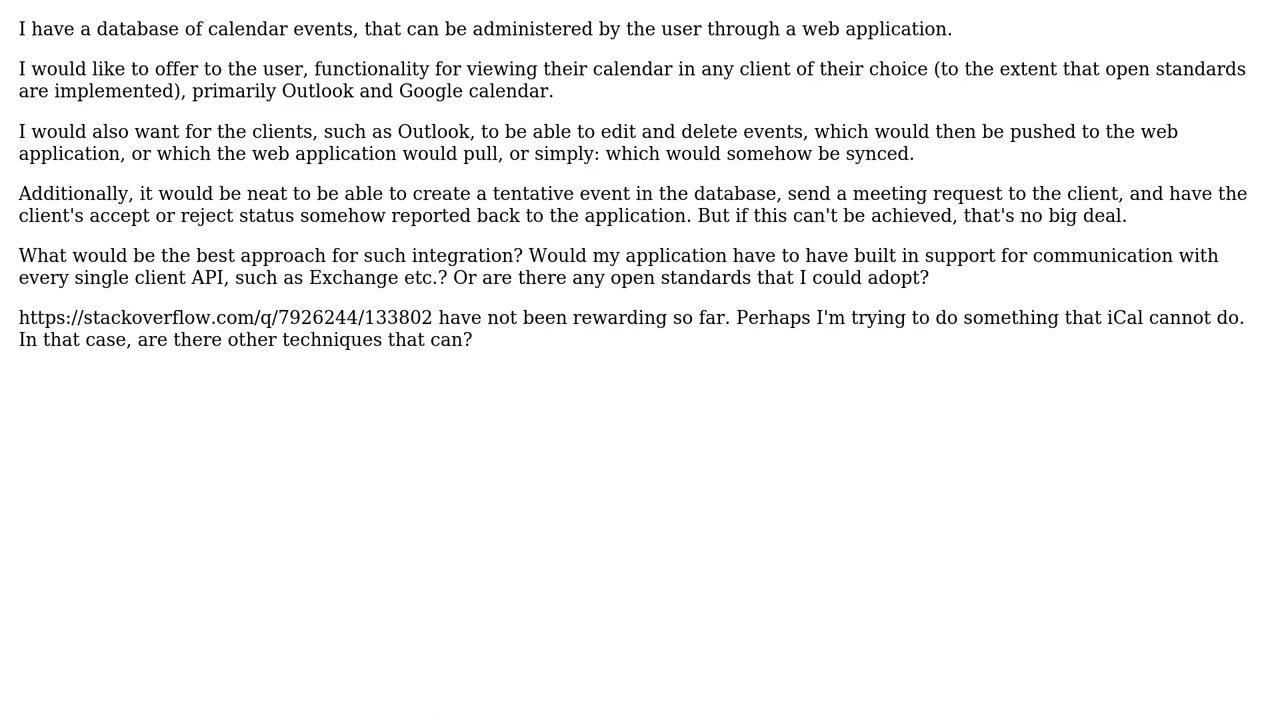 I have a database of calendar events, that can be administered by the user through a web application.
I would like to offer to the user, functionality for viewing their calendar in any client of their choice (to the extent that open standards
are implemented), primarily Outlook and Google calendar.
I would also want for the clients, such as Outlook, to be able to edit and delete events, which would then be pushed to the web
application, or which the web application would pull, or simply: which would somehow be synced.
Additionally, it would be neat to be able to create a tentative event in the database, send a meeting request to the client, and have the
client's accept or reject status somehow reported back to the application. But if this can't be achieved, that's no big deal.
What would be the best approach for such integration? Would my application have to have built in support for communication with
every single client API, such as Exchange etc.? Or are there any open standards that I could adopt?
https://stackoverflow.com/q/7926244/133802 have not been rewarding so far. Perhaps I'm trying to do something that iCal cannot do.
In that case, are there other techniques that can?